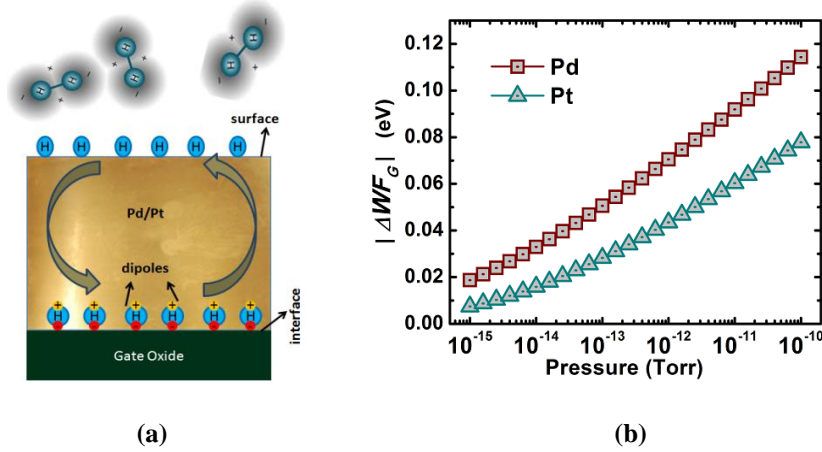 H H
H H
H H
surface
H H H H H H
Pd/Pt
dipoles
+ + + + + +
H H H H H H
- - - - - -
interface
Gate Oxide
(a)
Pd
Pt
| ΔWF_G | (eV)
0.12
0.10
0.08
0.06
0.04
0.02
0.00
10⁻¹⁵ 10⁻¹⁴ 10⁻¹³ 10⁻¹² 10⁻¹¹ 10⁻¹⁰
Pressure (Torr)
(b)